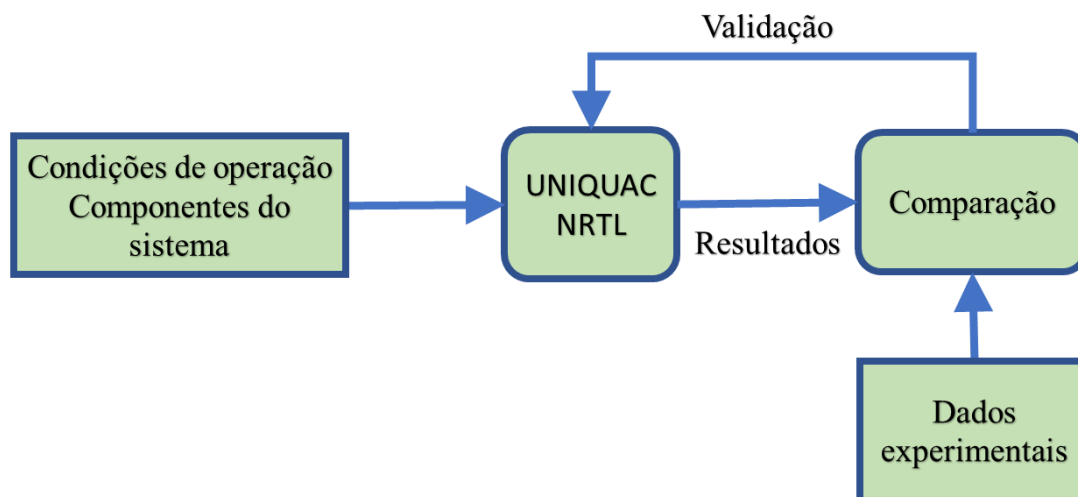 Validação
Condições de operação
Componentes do
sistema
UNIQUAC
NRTL
Resultados
Comparação
Dados
experimentais